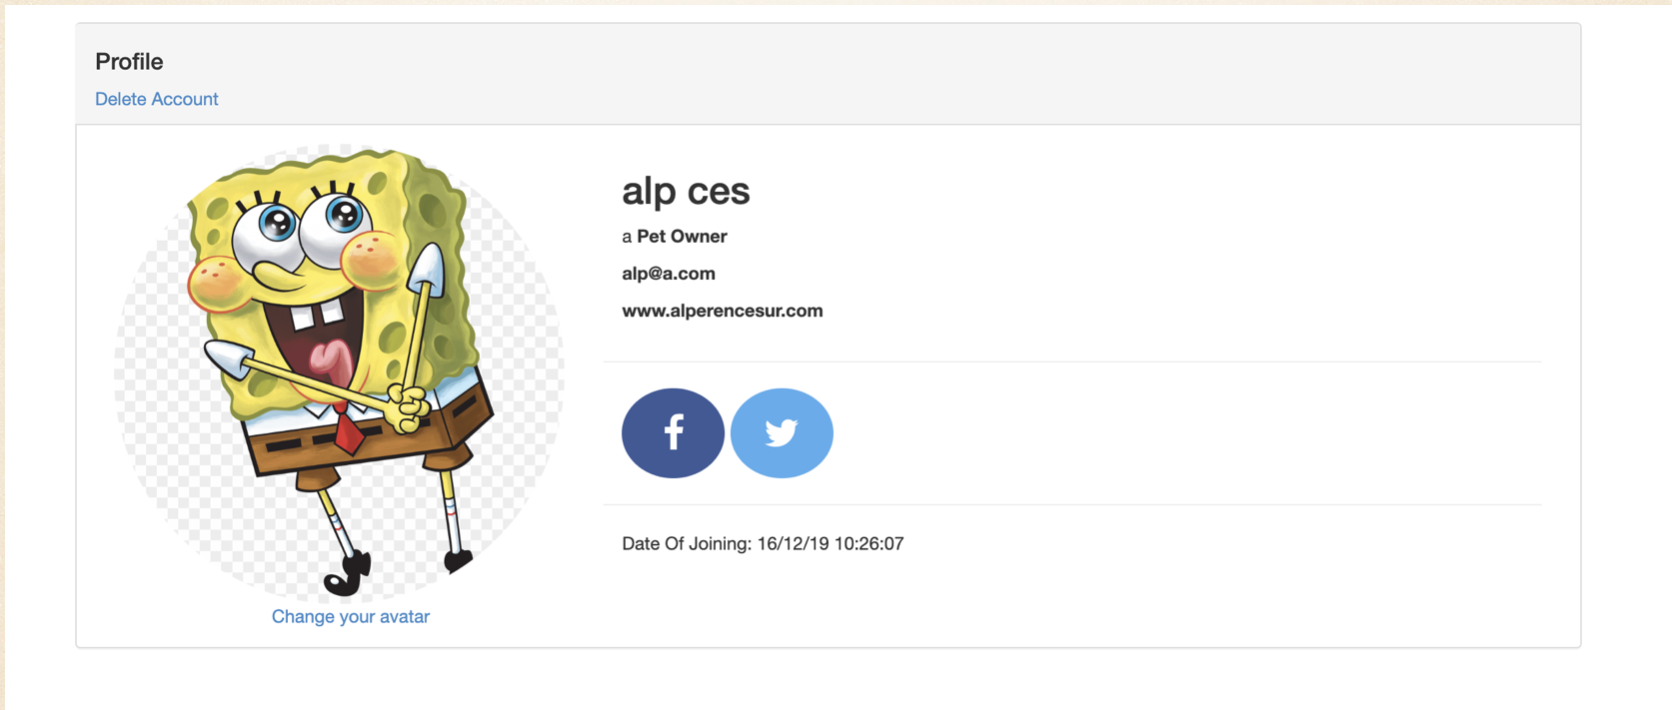 Profile
Delete Account
alp ces
a Pet Owner
alp@a.com
www.alperencesur.com
Date Of Joining: 16/12/19 10:26:07
Change your avatar